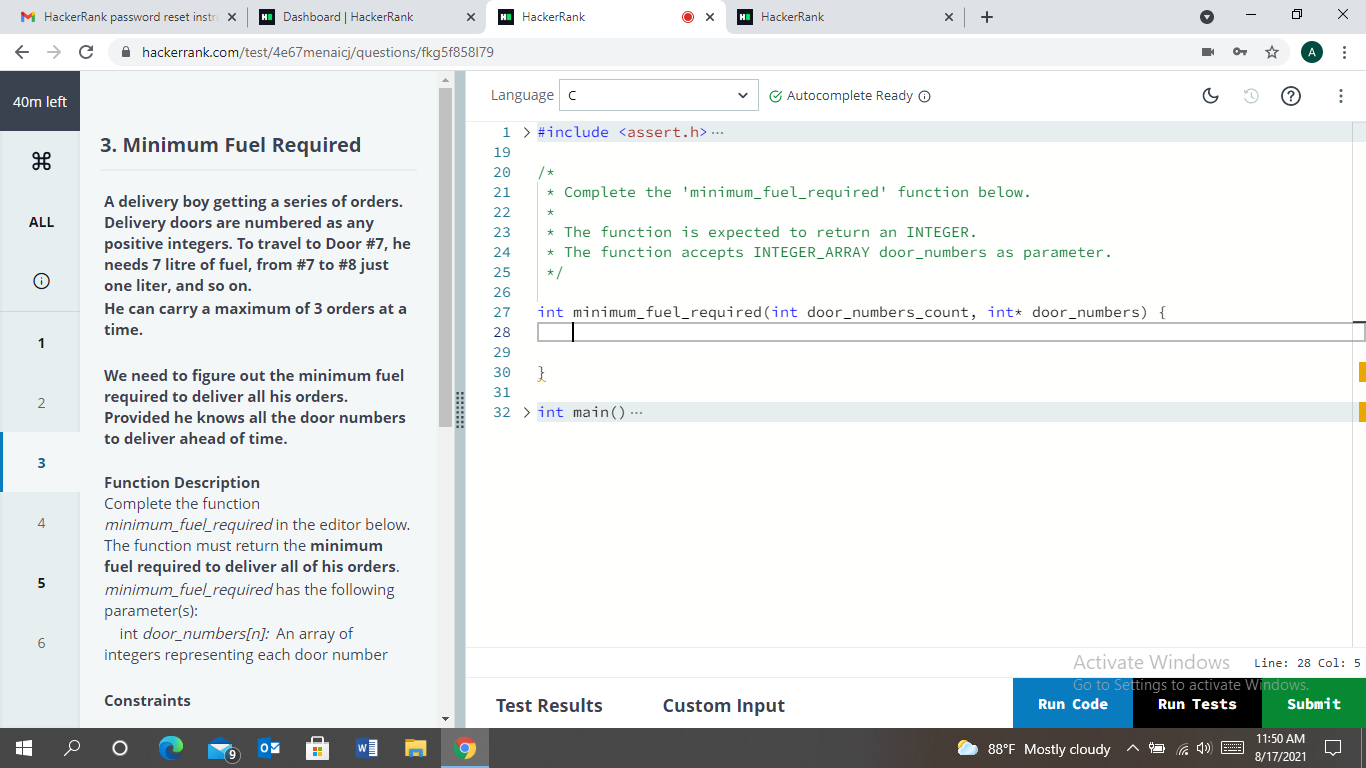 HackerRank password reset instr
Dashboard | HackerRank
HackerRank
HackerRank
hackerrank.com/test/4e67menaicj/questions/fkg5f858l79
A
40m left
ALL
1
2
3
4
5
6
3. Minimum Fuel Required
A delivery boy getting a series of orders.
Delivery doors are numbered as any
positive integers. To travel to Door #7, he
needs 7 litre of fuel, from #7 to #8 just
one liter, and so on.
He can carry a maximum of 3 orders at a
time.
We need to figure out the minimum fuel
required to deliver all his orders.
Provided he knows all the door numbers
to deliver ahead of time.
Function Description
Complete the function
minimum_fuel_required in the editor below.
The function must return the minimum
fuel required to deliver all of his orders.
minimum_fuel_required has the following
parameter(s):
int door_numbers[n]: An array of
integers representing each door number
Constraints
Language C Autocomplete Ready
1 #include <assert.h>
19
20 /*
21 * Complete the 'minimum_fuel_required' function below.
22 *
23 * The function is expected to return an INTEGER.
24 * The function accepts INTEGER_ARRAY door_numbers as parameter.
25 */
26
27 int minimum_fuel_required(int door_numbers_count, int* door_numbers) {
28
29
30 }
31
32 int main()
Activate Windows
Go to Settings to activate Windows.
Line: 28 Col: 5
Test Results Custom Input Run Code Run Tests Submit
9
88°F Mostly cloudy
11:50 AM
8/17/2021